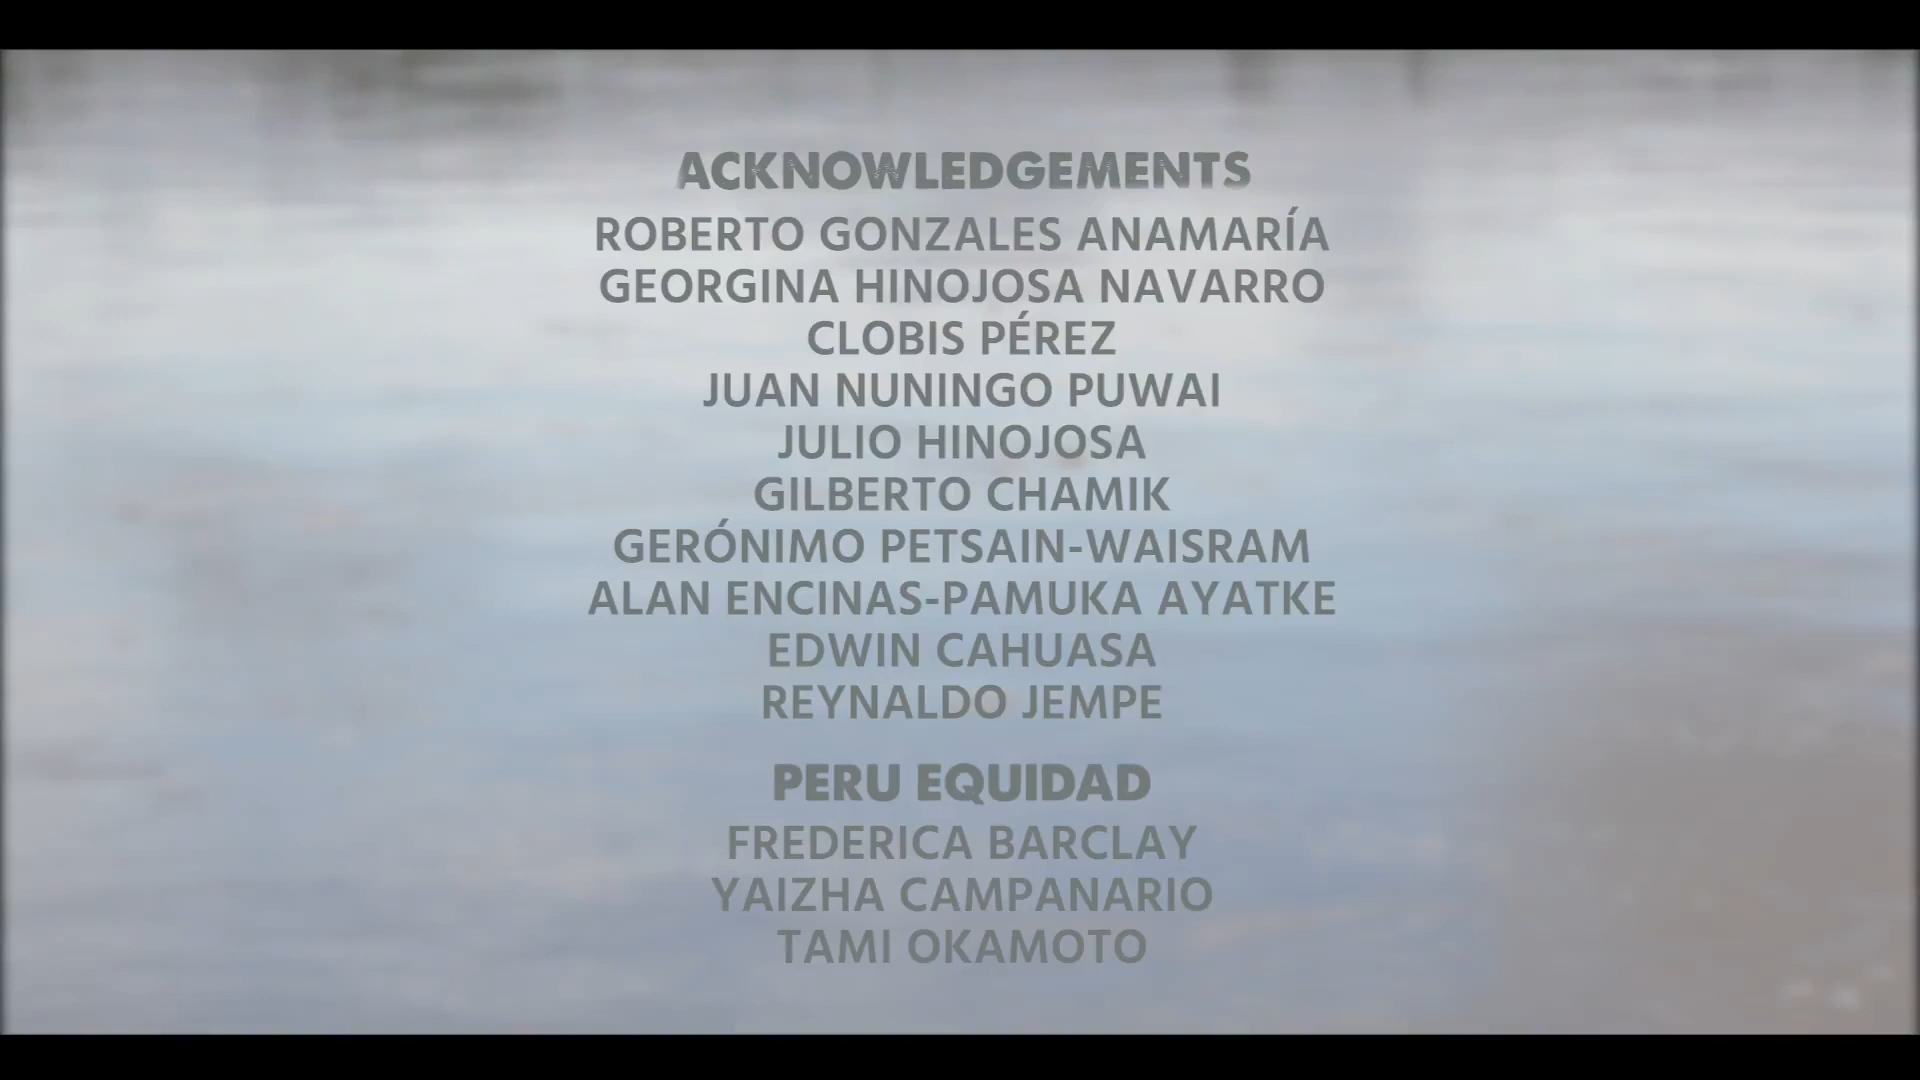 ACKNOWLEDGEMENTS
ROBERTO GONZALES ANAMARÍA
GEORGINA HINOJOSA NAVARRO
CLOBIS PÉREZ
JUAN NUNINGO PUWAI
JULIO HINOJOSA
GILBERTO CHAMIK
GERÓNIMO PETSAIN-WAISRAM
ALAN ENCINAS-PAMUKA AYATKE
EDWIN CAHUASA
REYNALDO JEMPE
PERU EQUIDAD
FREDERICA BARCLAY
YAIZHA CAMPANARIO
TAMI OKAMOTO